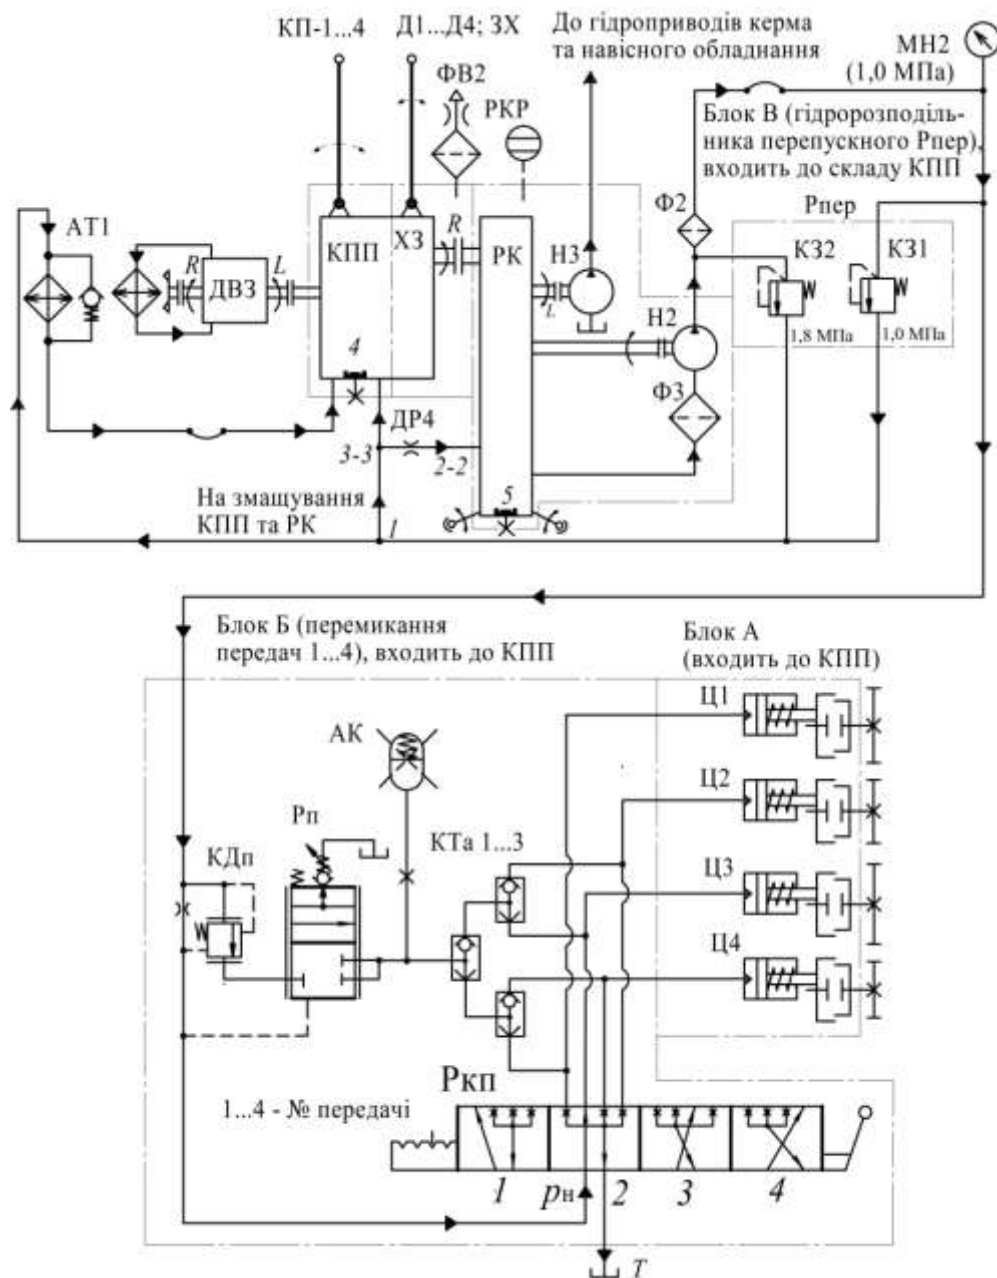 КП-1...4
Д1...Д4; ЗХ
До гідроприводів керма
та навісного обладнання
МН2
(1,0 МПа)
ФВ2
РКР
Блок В (гідророзподіль-
ника перепускного Рпер),
входить до складу КПП
Ф2
Рпер
АТ1
R
ДВЗ
L
КПП
ХЗ
R
РК
Н3
L
КЗ2
КЗ1
Н2
1,8 МПа
1,0 МПа
4
Ф3
ДР4
3-3
2-2
5
На змащування
КПП та РК
1
Блок Б (перемикання
передач 1...4), входить до КПП
Блок А
(входить до КПП)
Ц1
АК
Ц2
Рп
КТа 1...3
КДп
Ц3
Ц4
Ркп
1...4 - № передачі
1
рн
2
3
4
Т